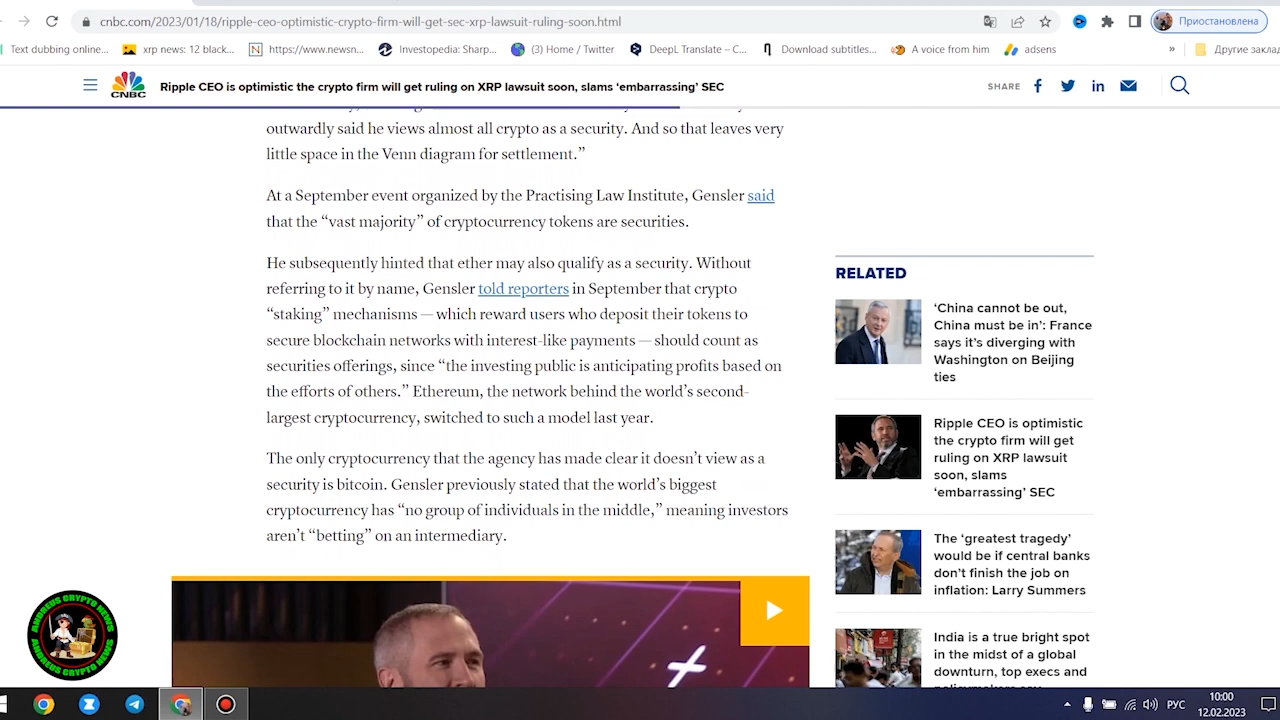 cnbc.com/2023/01/18/ripple-ceo-optimistic-crypto-firm-will-get-sec-xrp-lawsuit-ruling-soon.html
Приостановлена
Text dubbing online...
xrp news: 12 black...
https://www.newsn...
Investopedia: Sharp...
(3) Home / Twitter
DeepL Translate – C...
Download subtitles...
A voice from him
adsens
»
Другие заклад
CNBC
Ripple CEO is optimistic the crypto firm will get ruling on XRP lawsuit soon, slams ‘embarrassing’ SEC
SHARE
outwardly said he views almost all crypto as a security. And so that leaves very
little space in the Venn diagram for settlement.”
At a September event organized by the Practising Law Institute, Gensler said
that the “vast majority” of cryptocurrency tokens are securities.
He subsequently hinted that ether may also qualify as a security. Without
referring to it by name, Gensler told reporters in September that crypto
“staking” mechanisms — which reward users who deposit their tokens to
secure blockchain networks with interest-like payments — should count as
securities offerings, since “the investing public is anticipating profits based on
the efforts of others.” Ethereum, the network behind the world’s second-
largest cryptocurrency, switched to such a model last year.
The only cryptocurrency that the agency has made clear it doesn’t view as a
security is bitcoin. Gensler previously stated that the world’s biggest
cryptocurrency has “no group of individuals in the middle,” meaning investors
aren’t “betting” on an intermediary.
RELATED
‘China cannot be out,
China must be in’: France
says it’s diverging with
Washington on Beijing
ties
Ripple CEO is optimistic
the crypto firm will get
ruling on XRP lawsuit
soon, slams
‘embarrassing’ SEC
The ‘greatest tragedy’
would be if central banks
don’t finish the job on
inflation: Larry Summers
India is a true bright spot
in the midst of a global
downturn, top execs and
ANDREUS CRYPTO NEWS
ANDREUS CRYPTO NEWS
РУС
10:00
12.02.2023